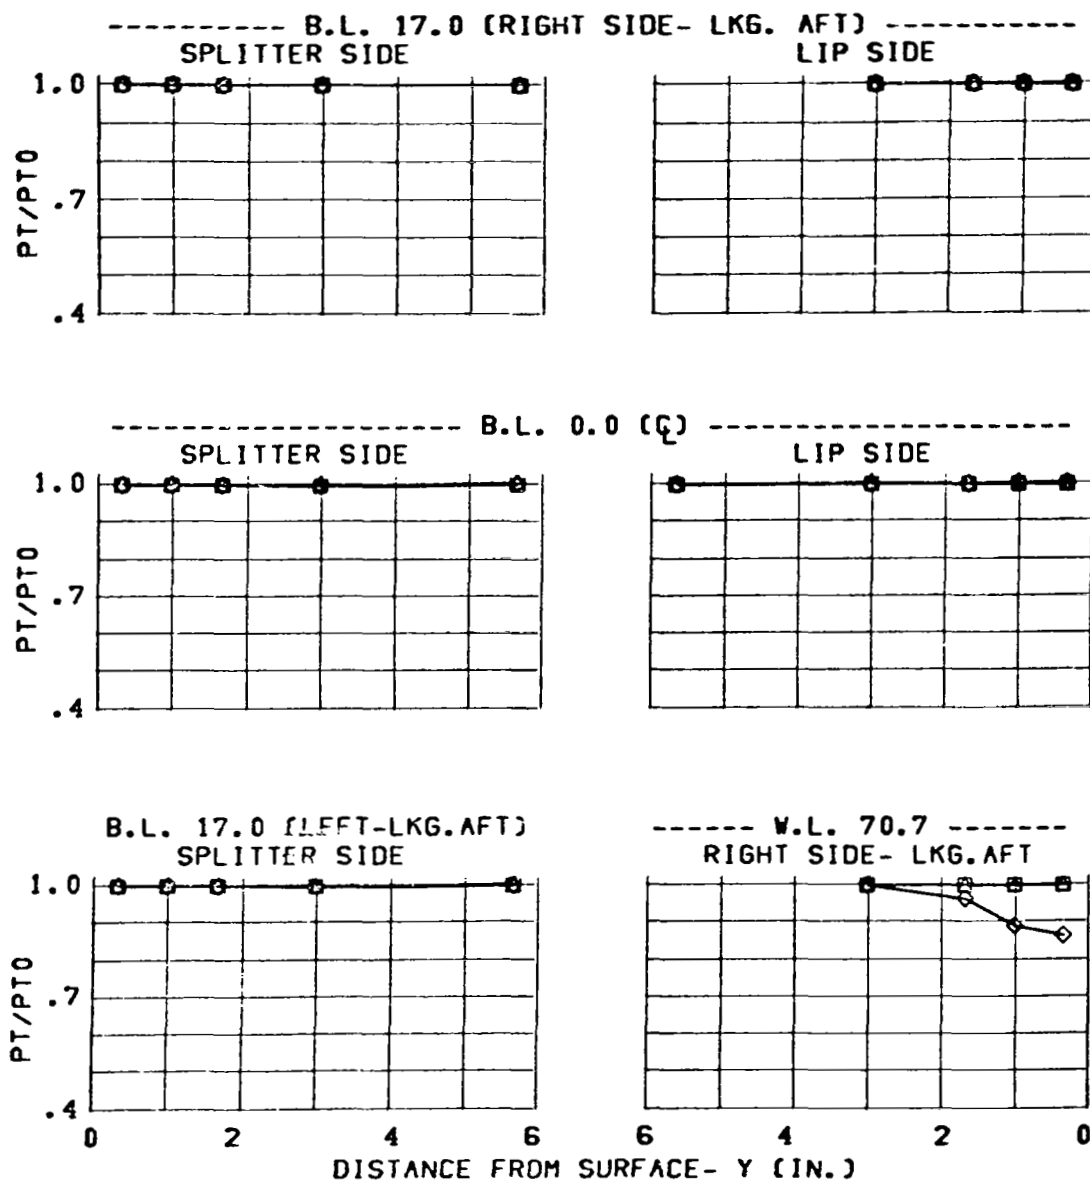 ---------- B.L. 17.0 (RIGHT SIDE- LKG. AFT) ----------
SPLITTER SIDE
LIP SIDE
1.0
.7
.4
PT/PTO
------------------- B.L. 0.0 (℄) -------------------
SPLITTER SIDE
LIP SIDE
1.0
.7
.4
PT/PTO
B.L. 17.0 (LEFT-LKG.AFT)
SPLITTER SIDE
------ W.L. 70.7 -------
RIGHT SIDE- LKG.AFT
1.0
.7
.4
PT/PTO
0 2 4 6
6 4 2 0
DISTANCE FROM SURFACE- Y (IN.)